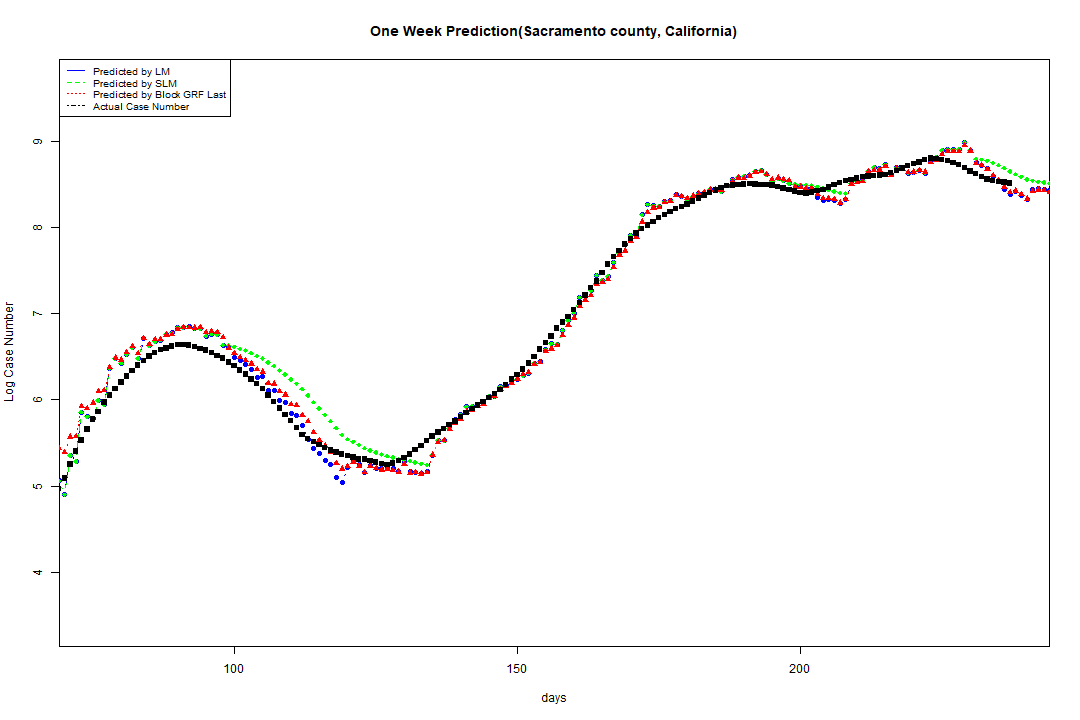 One Week Prediction(Sacramento county, California)
Predicted by LM
Predicted by SLM
Predicted by Block GRF Last
Actual Case Number
9
8
7
6
5
4
Log Case Number
100 150 200
days